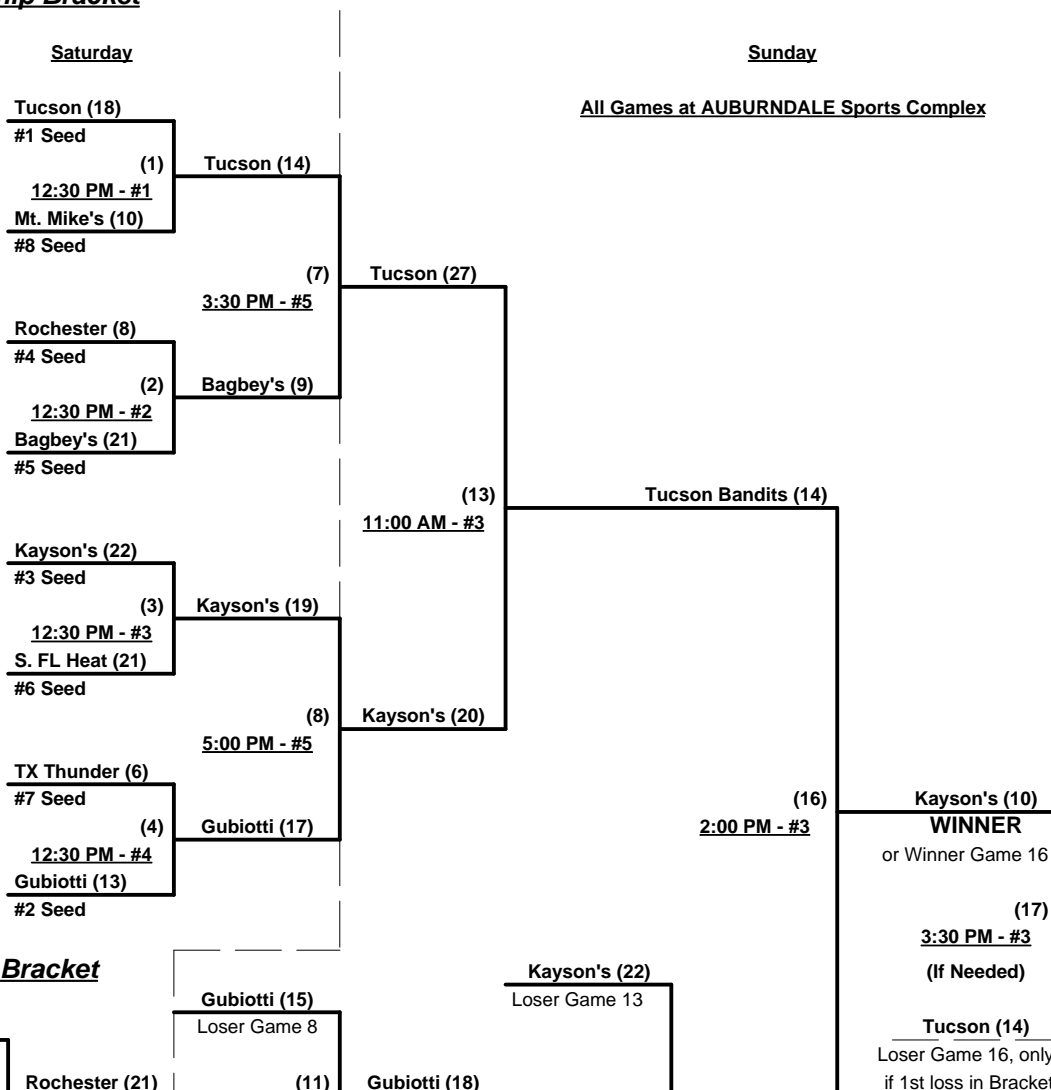 Saturday
Sunday
Tucson (18)
All Games at AUBURNDALE Sports Complex
#1 Seed
(1)
Tucson (14)
12:30 PM - #1
Mt. Mike's (10)
#8 Seed
(7)
Tucson (27)
3:30 PM - #5
Rochester (8)
#4 Seed
(2)
Bagbey's (9)
12:30 PM - #2
Bagbey's (21)
#5 Seed
(13)
Tucson Bandits (14)
11:00 AM - #3
Kayson's (22)
#3 Seed
(3)
Kayson's (19)
12:30 PM - #3
S. FL Heat (21)
#6 Seed
(8)
Kayson's (20)
5:00 PM - #5
TX Thunder (6)
#7 Seed
(16)
Kayson's (10)
(4)
Gubiotti (17)
2:00 PM - #3
WINNER
12:30 PM - #4
or Winner Game 16
Gubiotti (13)
#2 Seed
(17)
3:30 PM - #3
Bracket
Kayson's (22)
(If Needed)
Gubiotti (15)
Loser Game 13
Loser Game 8
Tucson (14)
Loser Game 16, only
Rochester (21)
(11)
Gubiotti (18)
if 1st loss in Bracket